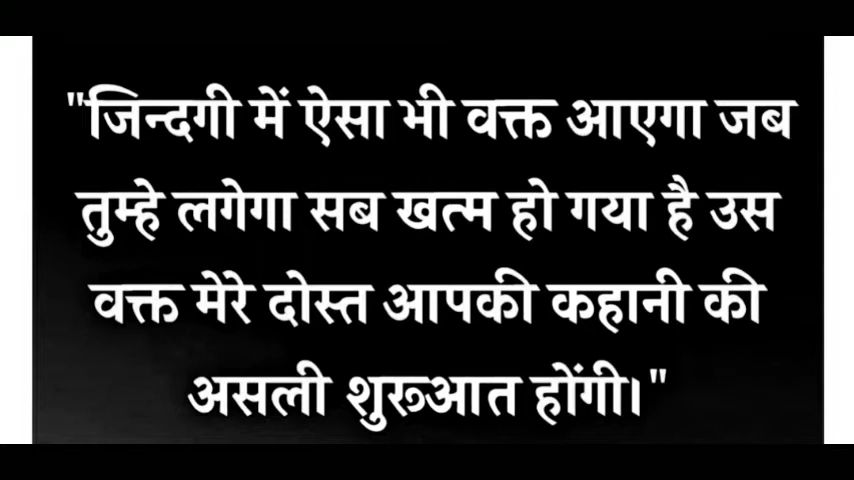 "जिन्दगी में ऐसा भी वक्त आएगा जब
तुम्हे लगेगा सब खत्म हो गया है उस
वक्त मेरे दोस्त आपकी कहानी की
असली शुरूआत होंगी।"